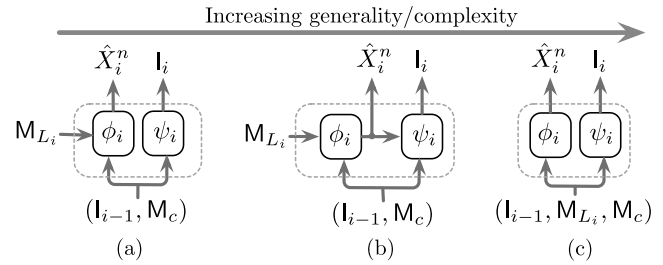 Increasing generality/complexity
X̂ᵢⁿ Iᵢ X̂ᵢⁿ Iᵢ X̂ᵢⁿ Iᵢ
M_{Lᵢ} ϕᵢ ψᵢ M_{Lᵢ} ϕᵢ ψᵢ ϕᵢ ψᵢ
(Iᵢ₋₁, M_c) (Iᵢ₋₁, M_c) (Iᵢ₋₁, M_{Lᵢ}, M_c)
(a) (b) (c)